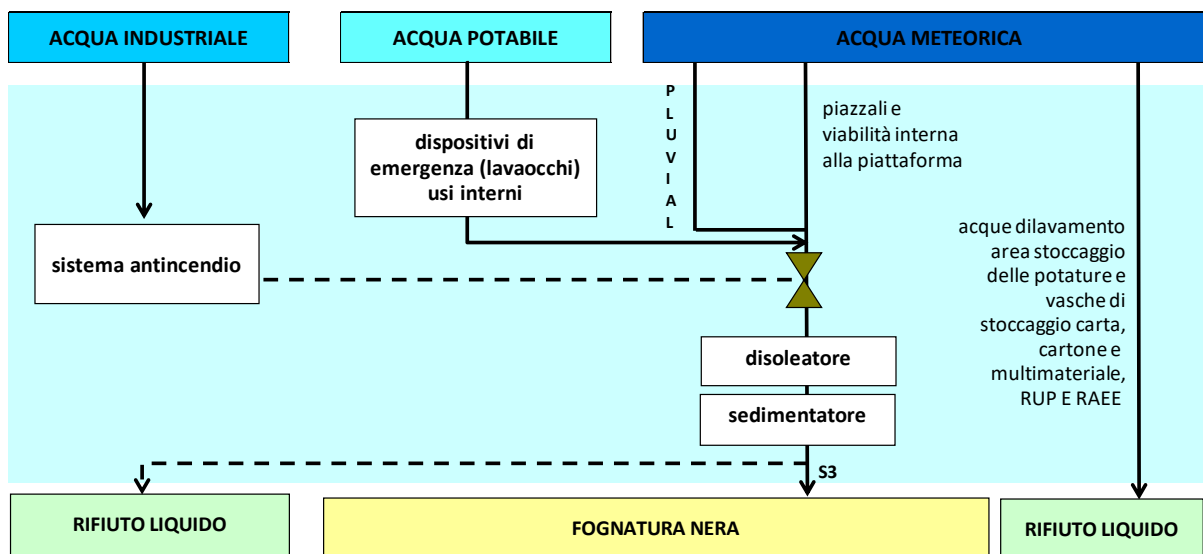 ACQUA INDUSTRIALE
ACQUA POTABILE
ACQUA METEORICA
PLUVIAL
piazzali e
viabilità interna
alla piattaforma
dispositivi di
emergenza (lavaocchi)
usi interni
sistema antincendio
acque dilavamento
area stoccaggio
delle potature e
vasche di
stoccaggio carta,
cartone e
multimateriale,
RUP E RAEE
disoleatore
sedimentatore
S3
RIFIUTO LIQUIDO
FOGNATURA NERA
RIFIUTO LIQUIDO